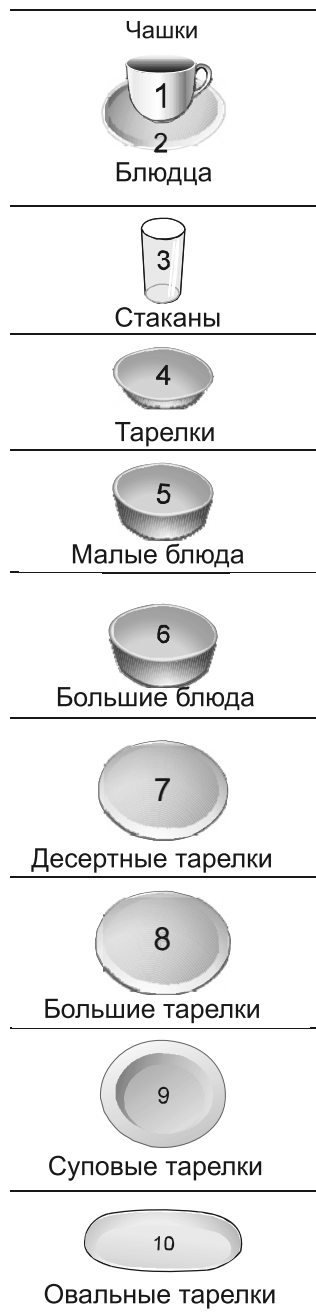 Чашки
1
2
Блюдца
3
Стаканы
4
Тарелки
5
Малые блюда
6
Большие блюда
7
Десертные тарелки
8
Большие тарелки
9
Суповые тарелки
10
Овальные тарелки